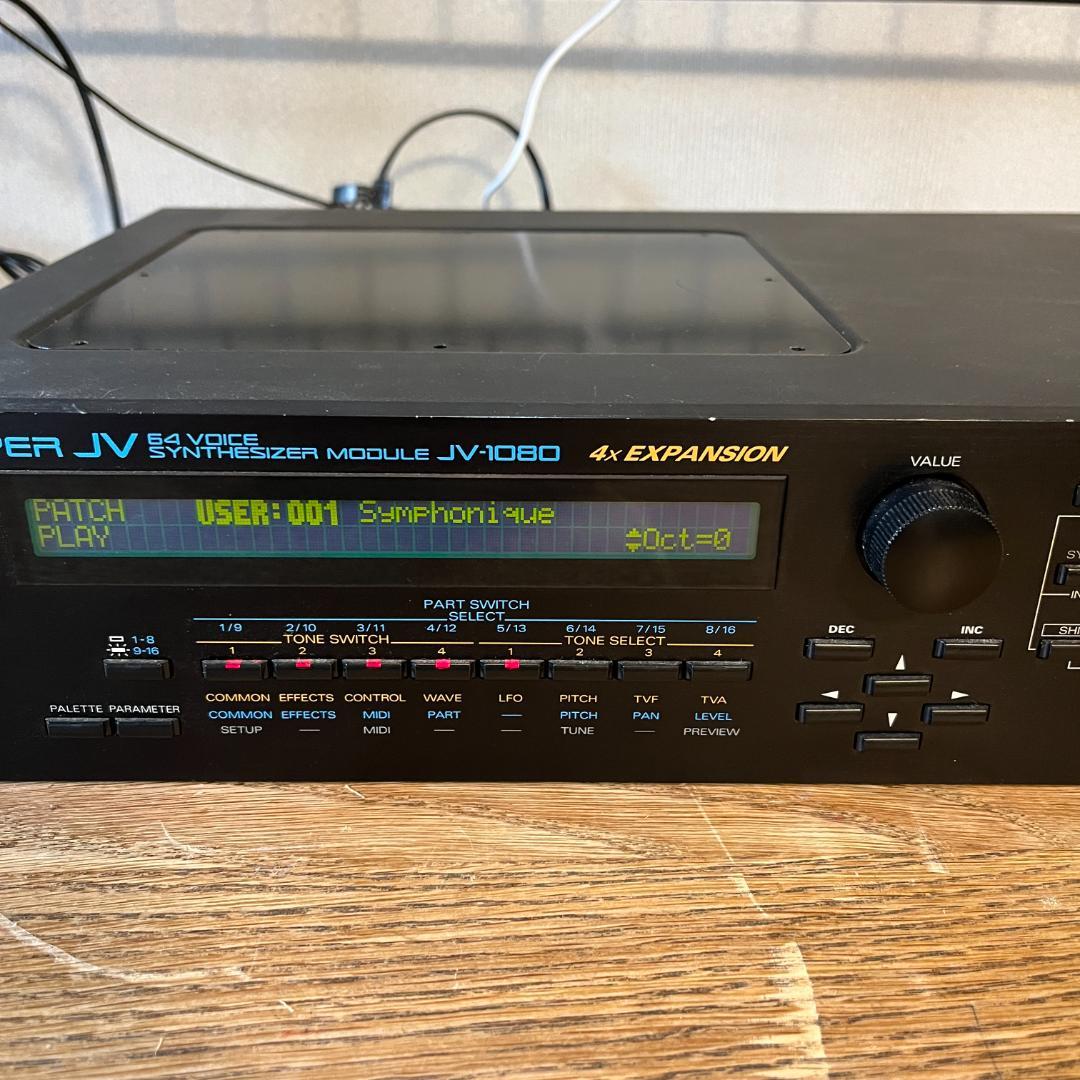 PER JV 64 VOICE SYNTHESIZER MODULE JV-1080 4x EXPANSION
VALUE
PATCH USER:001 Symphonique
PLAY Oct=0
PART SWITCH
SELECT
1/9 2/10 3/11 4/12 5/13 6/14 7/15 8/16
TONE SWITCH TONE SELECT
1 2 3 4 1 2 3 4
1-8
9-16
DEC INC
COMMON EFFECTS CONTROL WAVE LFO PITCH TVF TVA
PALETTE PARAMETER
COMMON EFFECTS MIDI PART — PITCH PAN LEVEL
SETUP — MIDI — — TUNE — PREVIEW
SY
IN
SHI